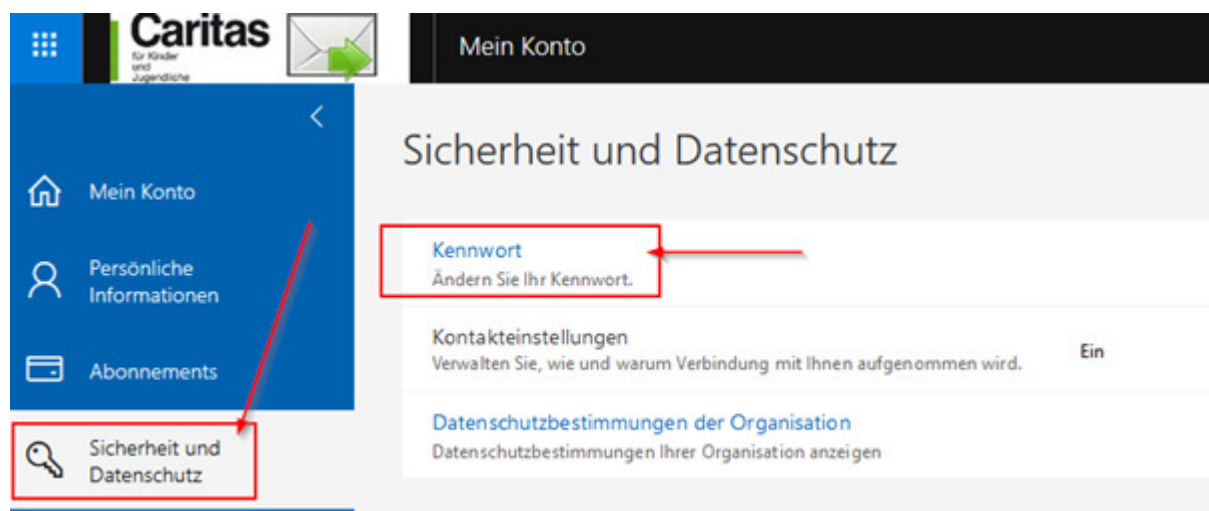 Caritas
für Kinder
und
Jugendliche
Mein Konto
Mein Konto
Persönliche
Informationen
Abonnements
Sicherheit und
Datenschutz
Sicherheit und Datenschutz
Kennwort
Ändern Sie Ihr Kennwort.
Kontakteinstellungen
Verwalten Sie, wie und warum Verbindung mit Ihnen aufgenommen wird.
Ein
Datenschutzbestimmungen der Organisation
Datenschutzbestimmungen Ihrer Organisation anzeigen